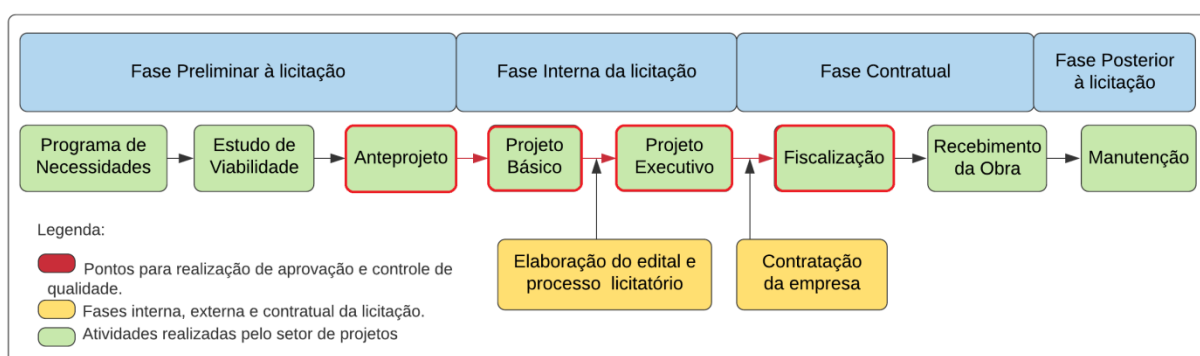 Fase Preliminar à licitação
Fase Interna da licitação
Fase Contratual
Fase Posterior
à licitação
Programa de
Necessidades
Estudo de
Viabilidade
Anteprojeto
Projeto
Básico
Projeto
Executivo
Fiscalização
Recebimento
da Obra
Manutenção
Elaboração do edital e
processo licitatório
Contratação
da empresa
Legenda:
Pontos para realização de aprovação e controle de
qualidade.
Fases interna, externa e contratual da licitação.
Atividades realizadas pelo setor de projetos